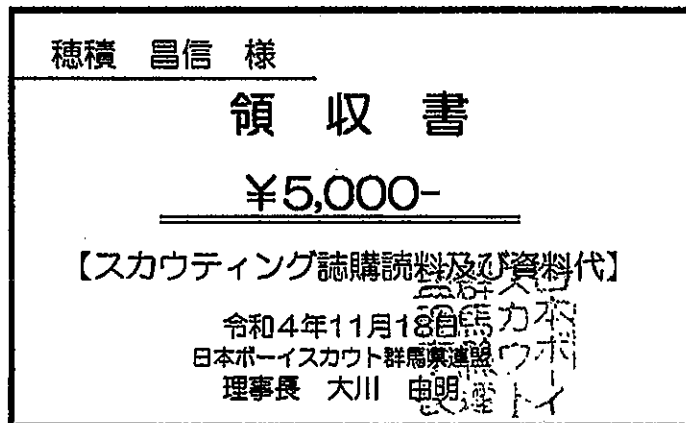 穂積 昌信 様
領 収 書
¥5,000-
【スカウティング誌購読料及び資料代】
令和4年11月18日
日本ボーイスカウト群馬県連盟
理事長 大川 由明